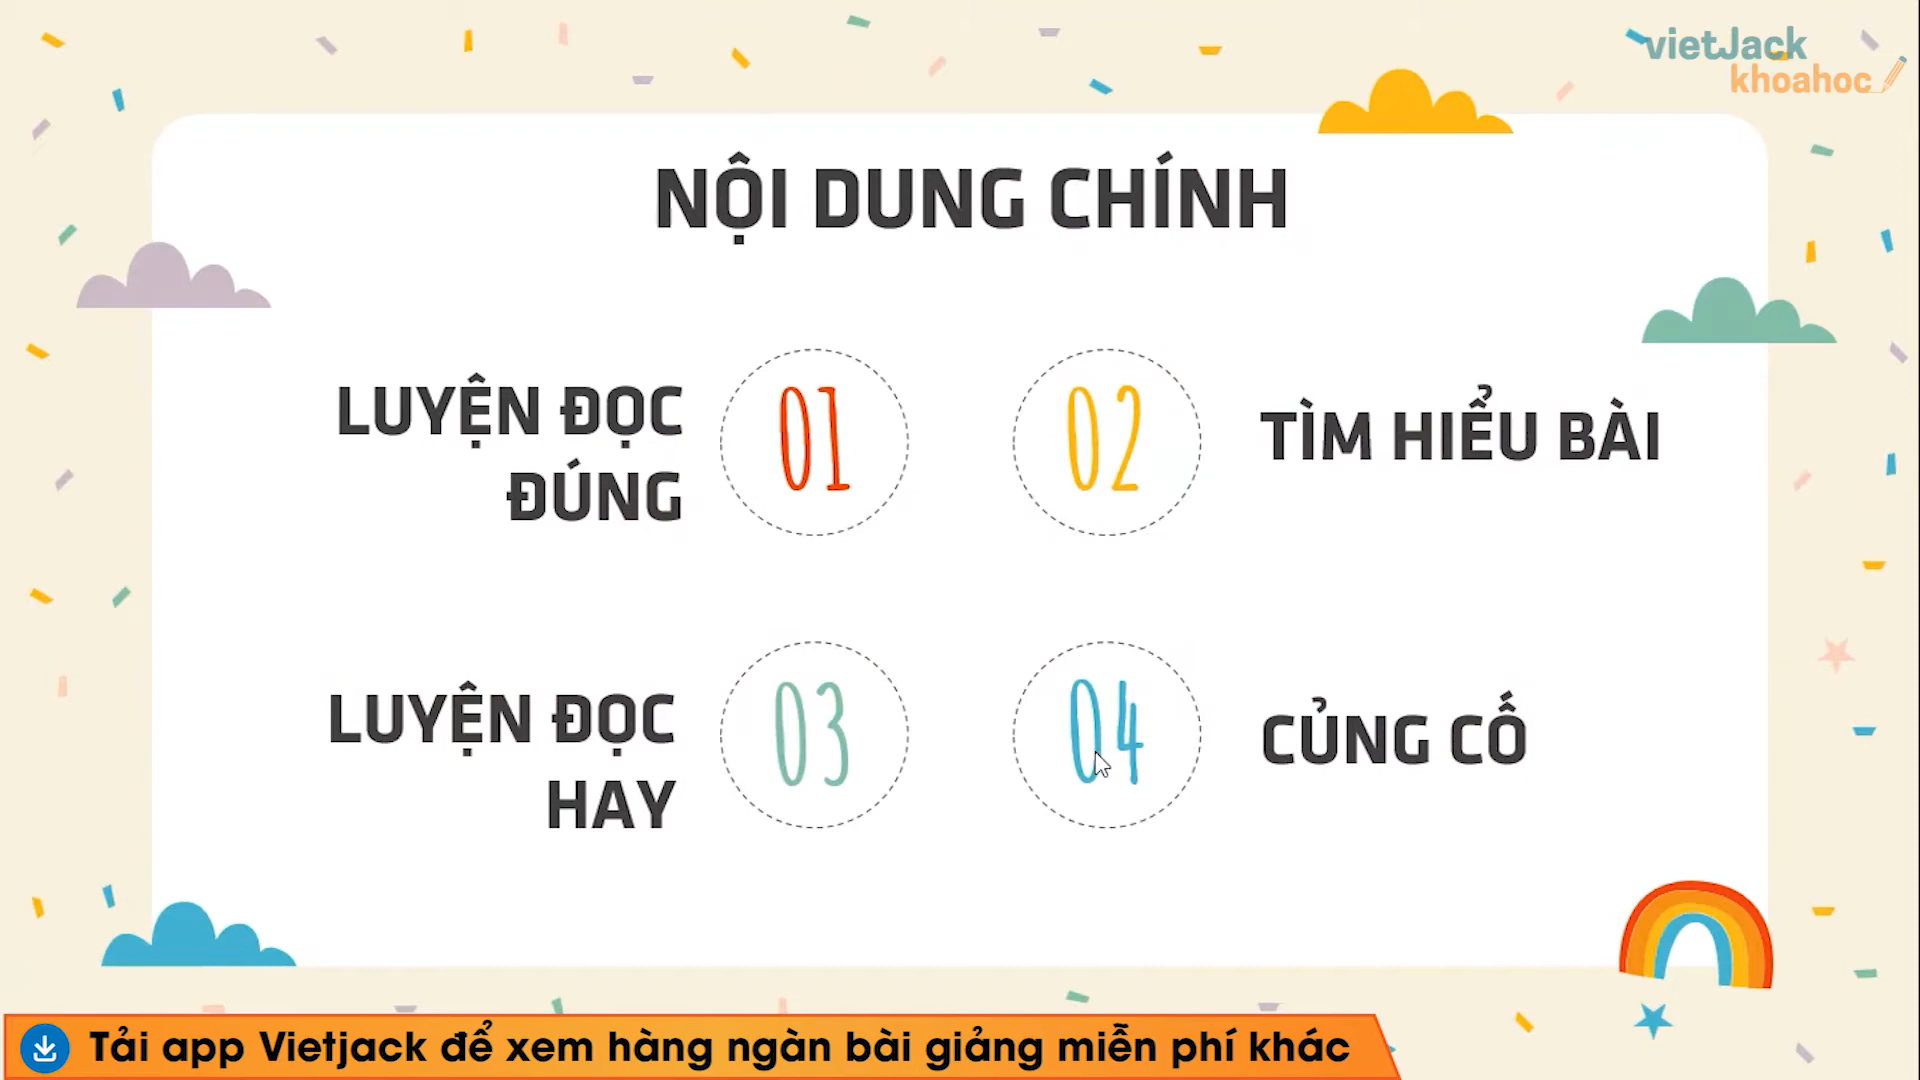 vietJack
khoahoc
NỘI DUNG CHÍNH
LUYỆN ĐỌC
ĐÚNG
01
02
TÌM HIỂU BÀI
LUYỆN ĐỌC
HAY
03
04
CỦNG CỐ
Tải app Vietjack để xem hàng ngàn bài giảng miễn phí khác